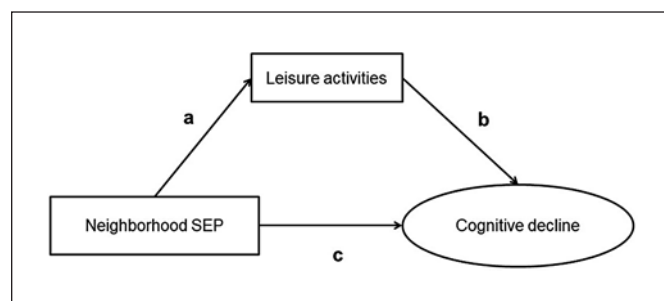 Leisure activities
a
b
Neighborhood SEP
Cognitive decline
c